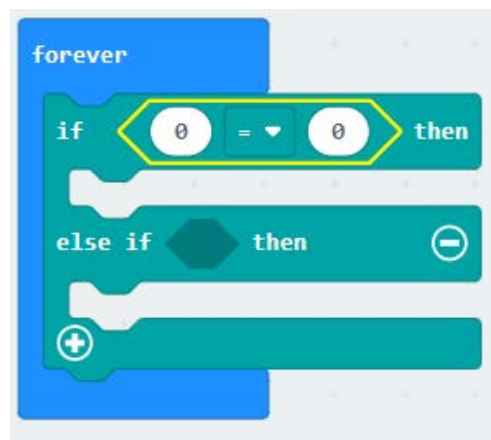 forever
if 0 = 0 then
else if then